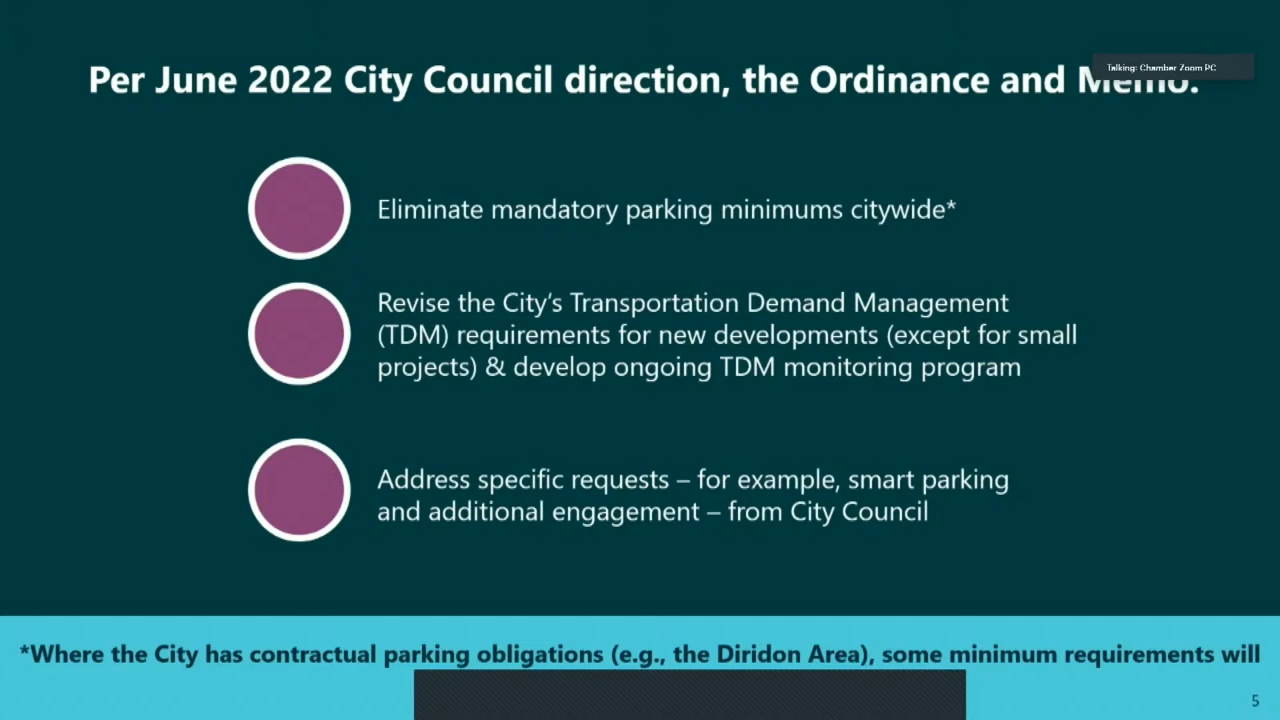 Talking: Chamber Zoom PC
Per June 2022 City Council direction, the Ordinance and Memo:
Eliminate mandatory parking minimums citywide*
Revise the City's Transportation Demand Management
(TDM) requirements for new developments (except for small
projects) & develop ongoing TDM monitoring program
Address specific requests – for example, smart parking
and additional engagement – from City Council
*Where the City has contractual parking obligations (e.g., the Diridon Area), some minimum requirements will
5